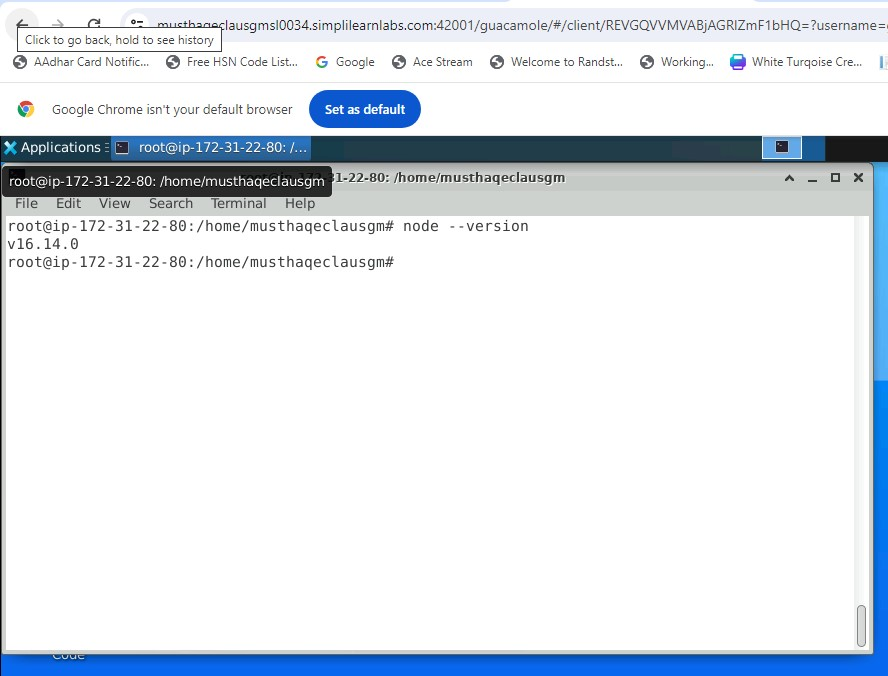 musthaqeclausgmsl0034.simplilearnlabs.com:42001/guacamole/#/client/REVGQVVMVABjAGRlZmF1bHQ=?username=
Click to go back, hold to see history
AAdhar Card Notific... Free HSN Code List... Google Ace Stream Welcome to Randst... Working... White Turqoise Cre...
Google Chrome isn't your default browser Set as default
Applications root@ip-172-31-22-80: /...
root@ip-172-31-22-80: /home/musthaqeclausgm
31-22-80: /home/musthaqeclausgm
File Edit View Search Terminal Help
root@ip-172-31-22-80:/home/musthaqeclausgm# node --version
v16.14.0
root@ip-172-31-22-80:/home/musthaqeclausgm#
Code